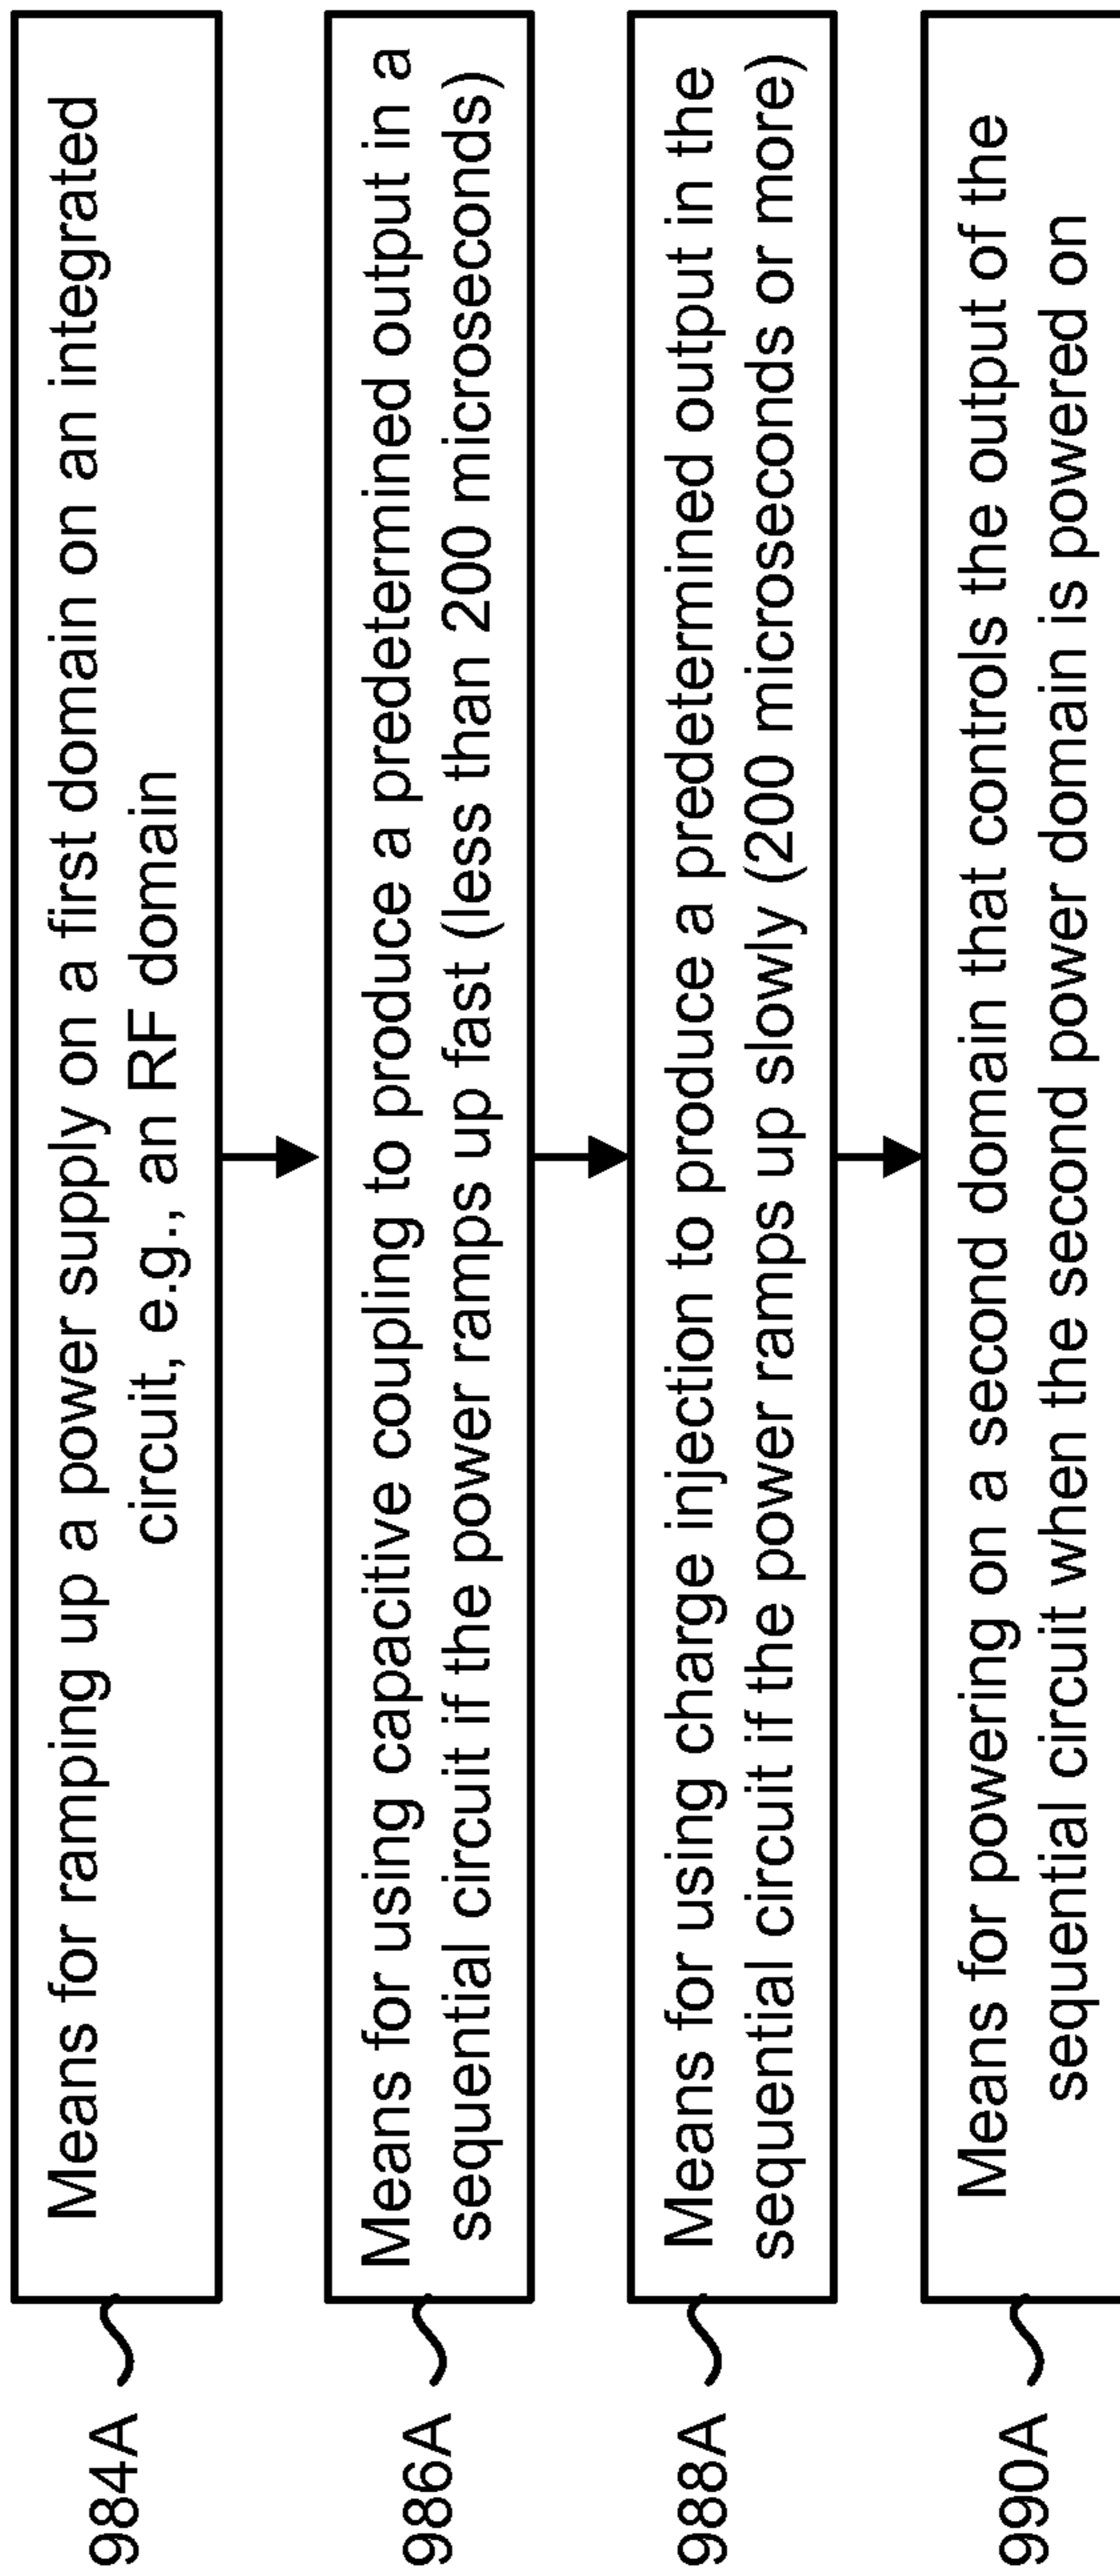 984A
Means for ramping up a power supply on a first domain on an integrated
circuit, e.g., an RF domain
986A
Means for using capacitive coupling to produce a predetermined output in a
sequential circuit if the power ramps up fast (less than 200 microseconds)
988A
Means for using charge injection to produce a predetermined output in the
sequential circuit if the power ramps up slowly (200 microseconds or more)
990A
Means for powering on a second domain that controls the output of the
sequential circuit when the second power domain is powered on